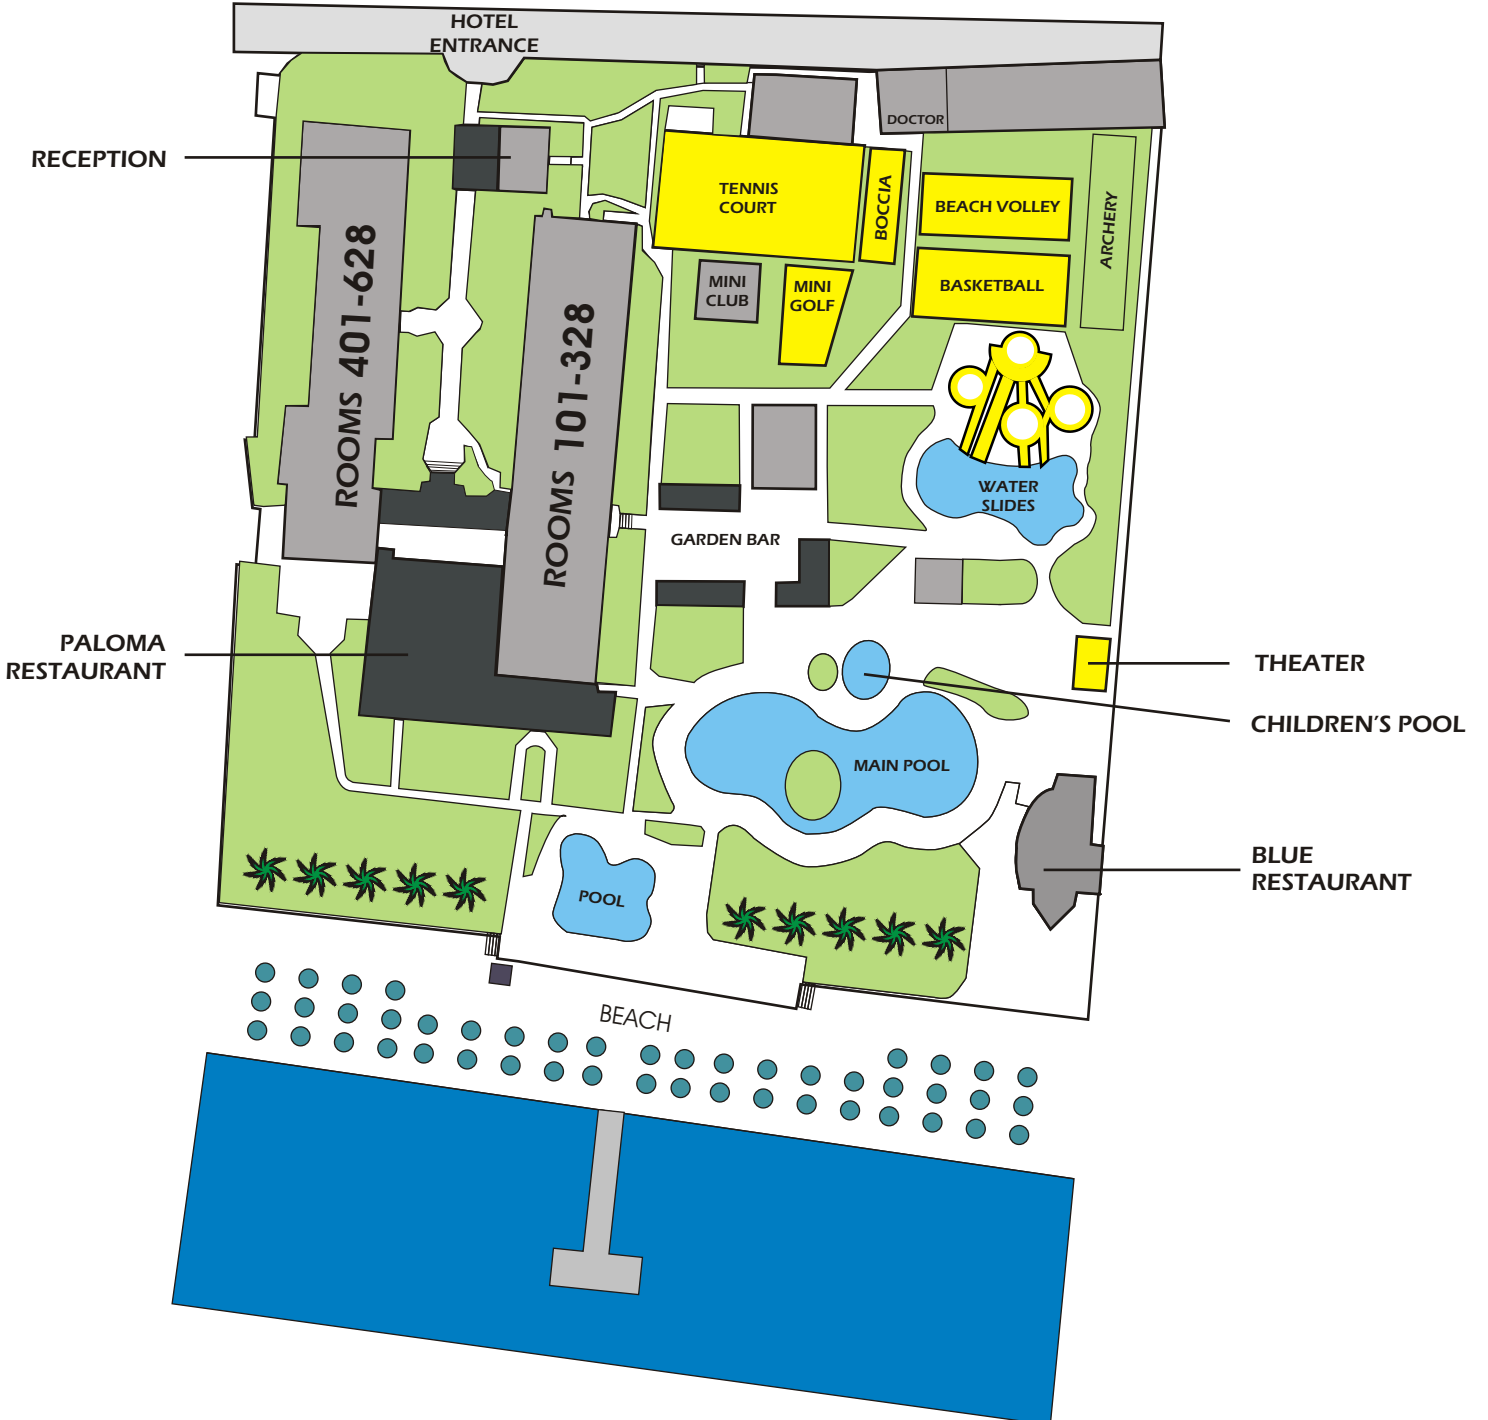 HOTEL
ENTRANCE
DOCTOR
RECEPTION
TENNIS
COURT
BOCCIA
BEACH VOLLEY
ARCHERY
BASKETBALL
MINI
CLUB
MINI
GOLF
ROOMS 401-628
ROOMS 101-328
WATER
SLIDES
GARDEN BAR
PALOMA
RESTAURANT
THEATER
CHILDREN'S POOL
MAIN POOL
BLUE
RESTAURANT
POOL
BEACH